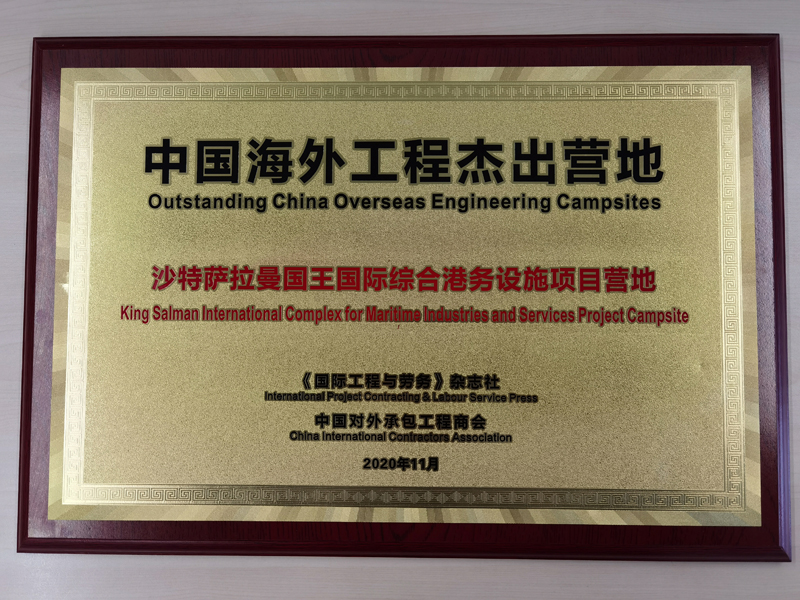 中国海外工程杰出营地
Outstanding China Overseas Engineering Campsites
沙特萨拉曼国王国际综合港务设施项目营地
King Salman International Complex for Maritime Industries and Services Project Campsite
《国际工程与劳务》杂志社
International Project Contracting & Labour Service Press
中国对外承包工程商会
China International Contractors Association
2020年11月